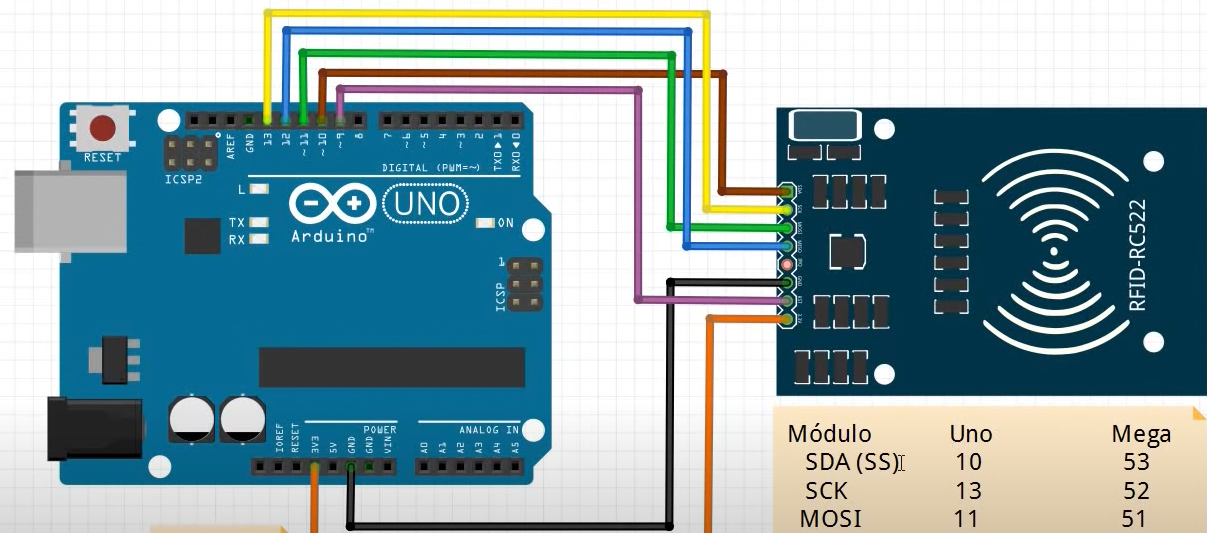 RESET
ICSP2
AREF
GND
13
12
~11
~10
~9
8
7
~6
~5
4
~3
2
TX0▶1
RX0◀0
DIGITAL (PWM=~)
L
TX
RX
UNO
Arduino™
ON
1
ICSP
IOREF
RESET
3V3
5V
GND
GND
VIN
POWER
ANALOG IN
A0
A1
A2
A3
A4
A5
RFID-RC522
Módulo Uno Mega
SDA (SS) 10 53
SCK 13 52
MOSI 11 51